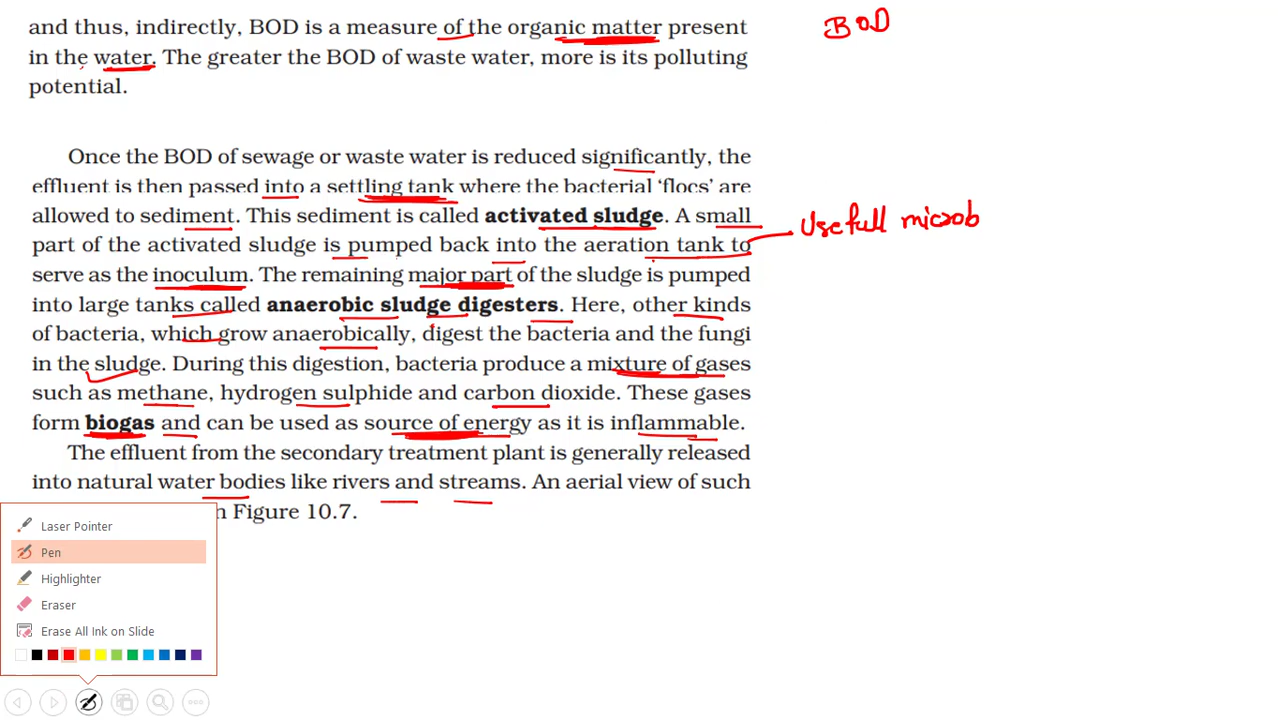 and thus, indirectly, BOD is a measure of the organic matter present
BOD
in the water. The greater the BOD of waste water, more is its polluting
potential.
Once the BOD of sewage or waste water is reduced significantly, the
effluent is then passed into a settling tank where the bacterial ‘flocs’ are
allowed to sediment. This sediment is called activated sludge. A small
Usefull microb
part of the activated sludge is pumped back into the aeration tank to
serve as the inoculum. The remaining major part of the sludge is pumped
into large tanks called anaerobic sludge digesters. Here, other kinds
of bacteria, which grow anaerobically, digest the bacteria and the fungi
in the sludge. During this digestion, bacteria produce a mixture of gases
such as methane, hydrogen sulphide and carbon dioxide. These gases
form biogas and can be used as source of energy as it is inflammable.
The effluent from the secondary treatment plant is generally released
into natural water bodies like rivers and streams. An aerial view of such
Figure 10.7.
Laser Pointer
Pen
Highlighter
Eraser
Erase All Ink on Slide